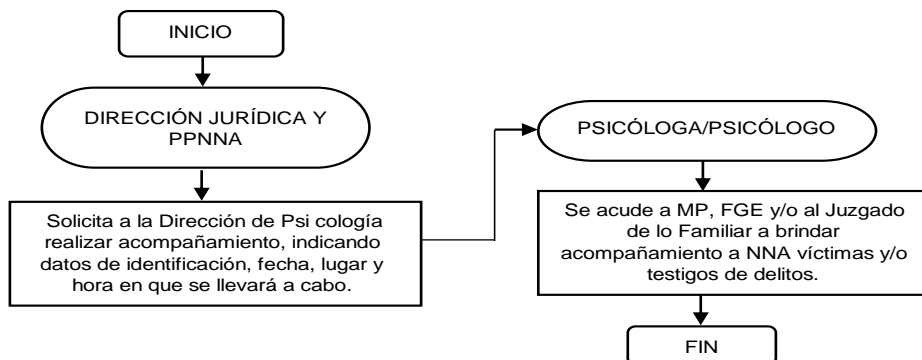 INICIO
DIRECCIÓN JURÍDICA Y
PPNNA
Solicita a la Dirección de Psi cología
realizar acompañamiento, indicando
datos de identificación, fecha, lugar y
hora en que se llevará a cabo.
PSICÓLOGA/PSICÓLOGO
Se acude a MP, FGE y/o al Juzgado
de lo Familiar a brindar
acompañamiento a NNA víctimas y/o
testigos de delitos.
FIN